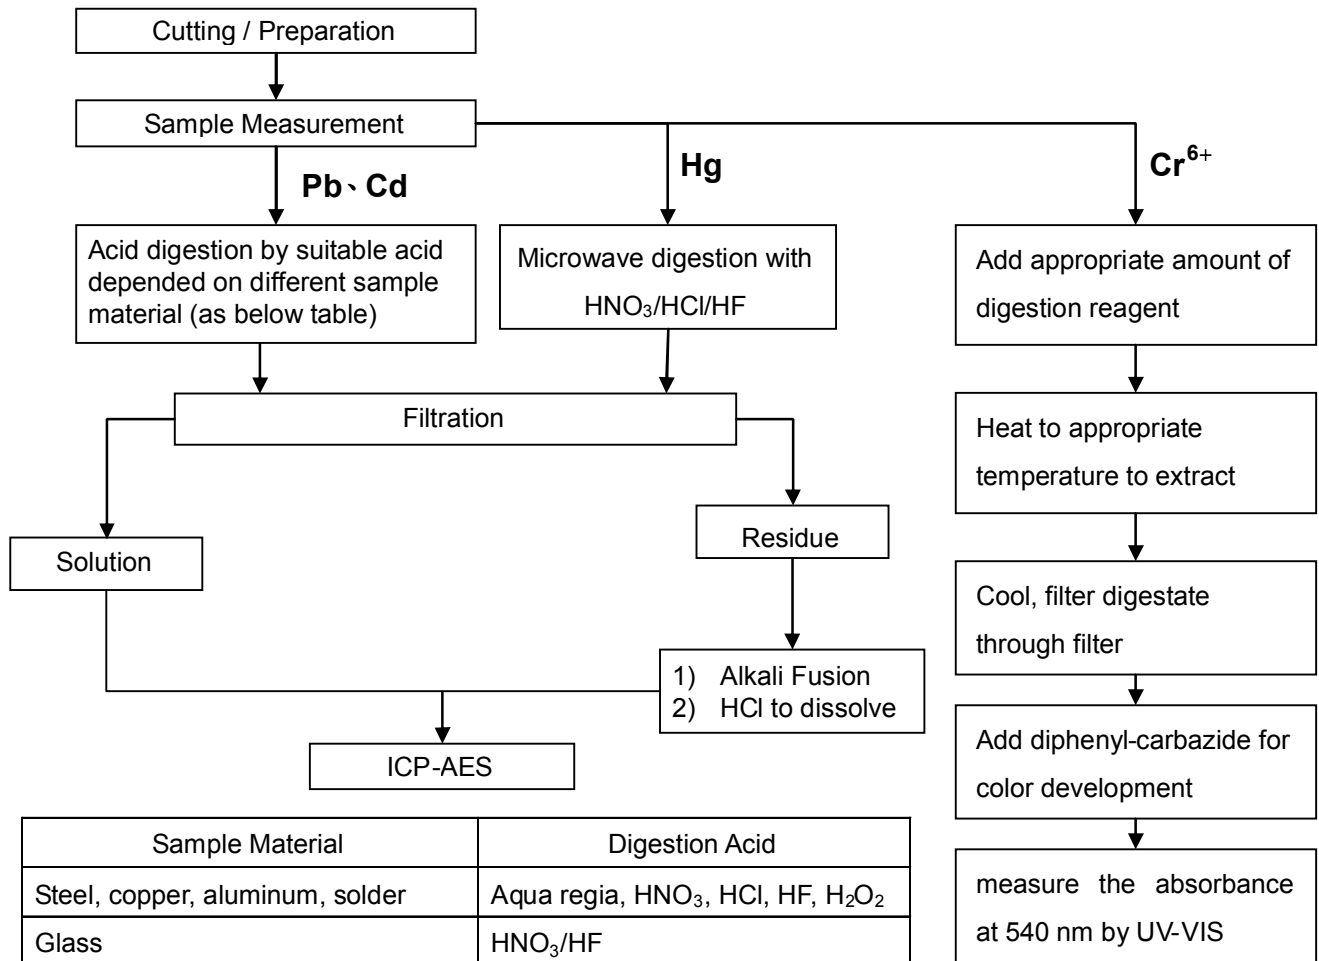 Cutting / Preparation
Sample Measurement
Pb、Cd
Hg
Cr⁶⁺
Acid digestion by suitable acid
depended on different sample
material (as below table)
Microwave digestion with
HNO₃/HCl/HF
Add appropriate amount of
digestion reagent
Filtration
Heat to appropriate
temperature to extract
Solution
Residue
Cool, filter digestate
through filter
1) Alkali Fusion
2) HCl to dissolve
Add diphenyl-carbazide for
color development
ICP-AES
measure the absorbance
at 540 nm by UV-VIS
Sample Material Digestion Acid
Steel, copper, aluminum, solder Aqua regia, HNO₃, HCl, HF, H₂O₂
Glass HNO₃/HF